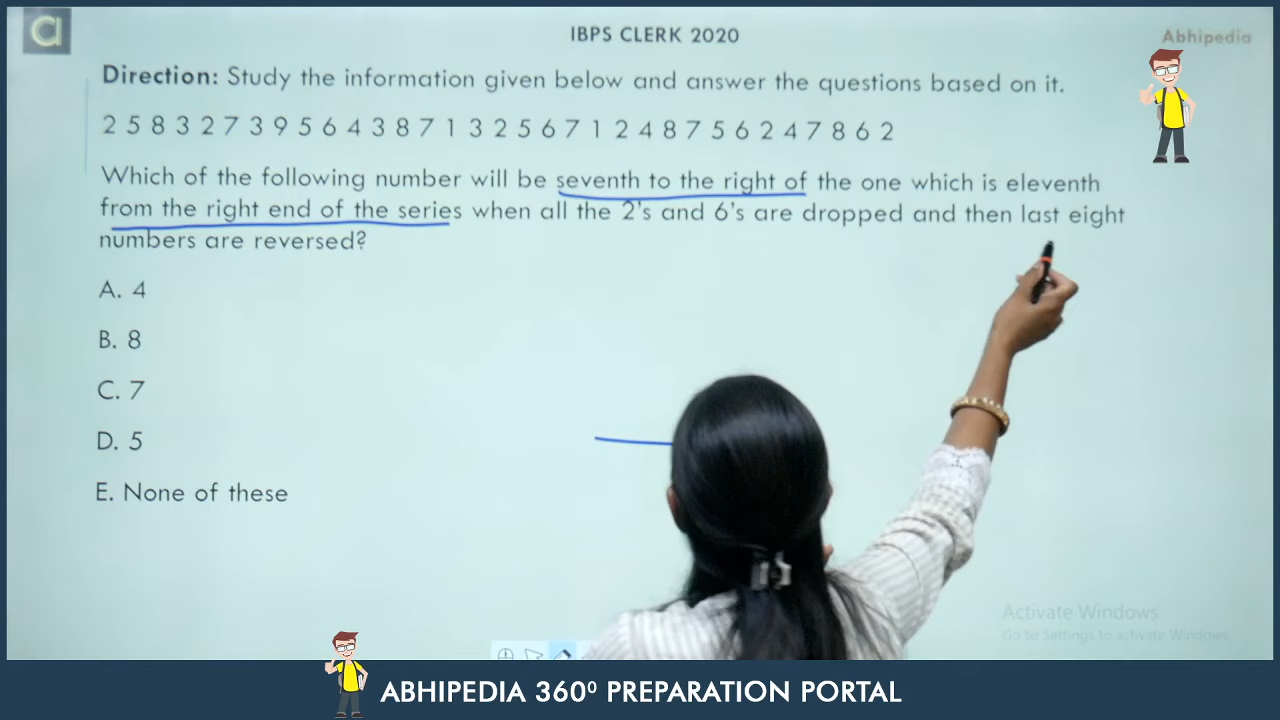 a
IBPS CLERK 2020
Abhipedia
Direction: Study the information given below and answer the questions based on it.
2 5 8 3 2 7 3 9 5 6 4 3 8 7 1 3 2 5 6 7 1 2 4 8 7 5 6 2 4 7 8 6 2
Which of the following number will be seventh to the right of the one which is eleventh
from the right end of the series when all the 2's and 6's are dropped and then last eight
numbers are reversed?
A. 4
B. 8
C. 7
D. 5
E. None of these
Activate Windows
Go to Settings to activate Windows.
ABHIPEDIA 360⁰ PREPARATION PORTAL